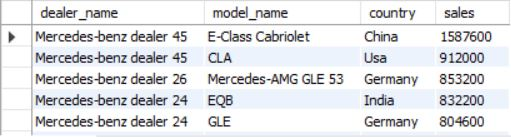 dealer_name model_name country sales
Mercedes-benz dealer 45 E-Class Cabriolet China 1587600
Mercedes-benz dealer 45 CLA Usa 912000
Mercedes-benz dealer 26 Mercedes-AMG GLE 53 Germany 853200
Mercedes-benz dealer 24 EQB India 832200
Mercedes-benz dealer 24 GLE Germany 804600